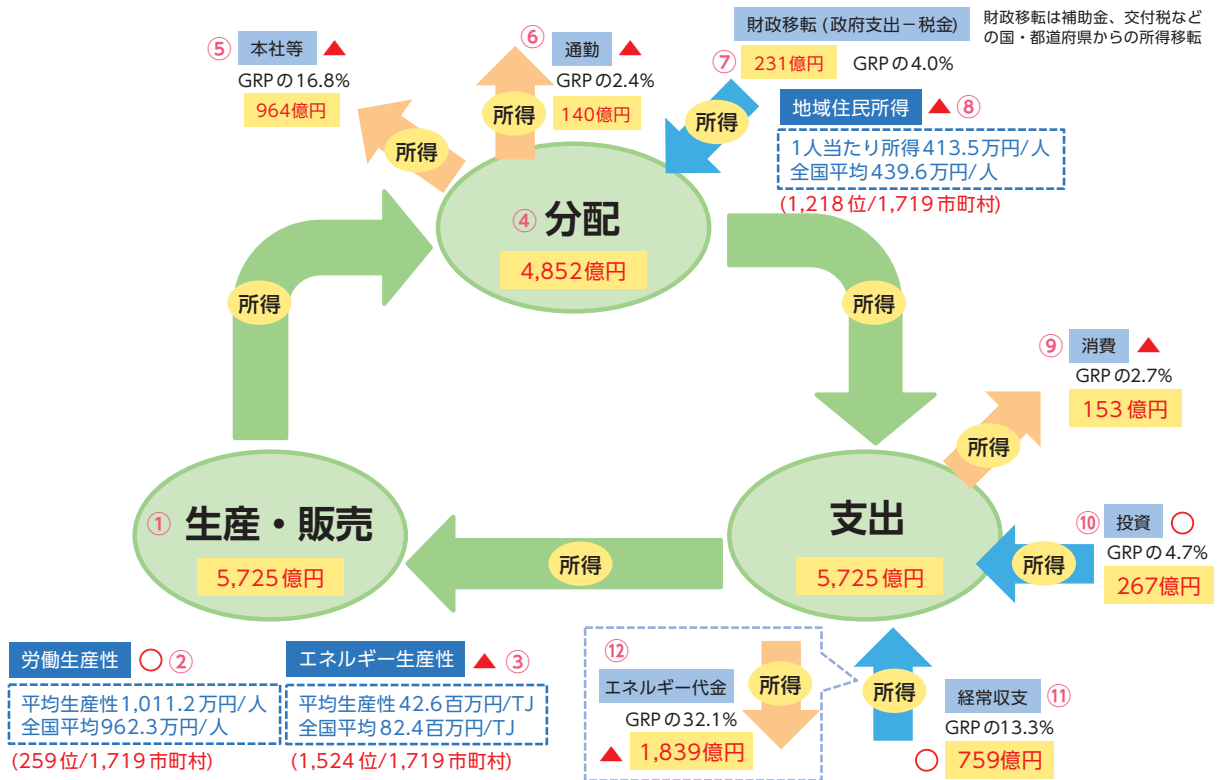 ⑤ 本社等 ▲
GRPの16.8%
964億円
⑥ 通勤 ▲
GRPの2.4%
140億円
財政移転(政府支出－税金)
⑦ 231億円 GRPの4.0%
財政移転は補助金、交付税など
の国・都道府県からの所得移転
地域住民所得 ▲ ⑧
1人当たり所得413.5万円/人
全国平均439.6万円/人
(1,218位/1,719市町村)
所得
所得
所得
④ 分配
4,852億円
所得
所得
⑨ 消費 ▲
GRPの2.7%
153億円
所得
① 生産・販売
5,725億円
所得
支出
5,725億円
⑩ 投資 ○
GRPの4.7%
267億円
所得
労働生産性 ○ ②
平均生産性1,011.2万円/人
全国平均962.3万円/人
(259位/1,719市町村)
エネルギー生産性 ▲ ③
平均生産性42.6百万円/TJ
全国平均82.4百万円/TJ
(1,524位/1,719市町村)
⑫
エネルギー代金
GRPの32.1%
▲ 1,839億円
所得
所得
経常収支 ⑪
GRPの13.3%
○ 759億円